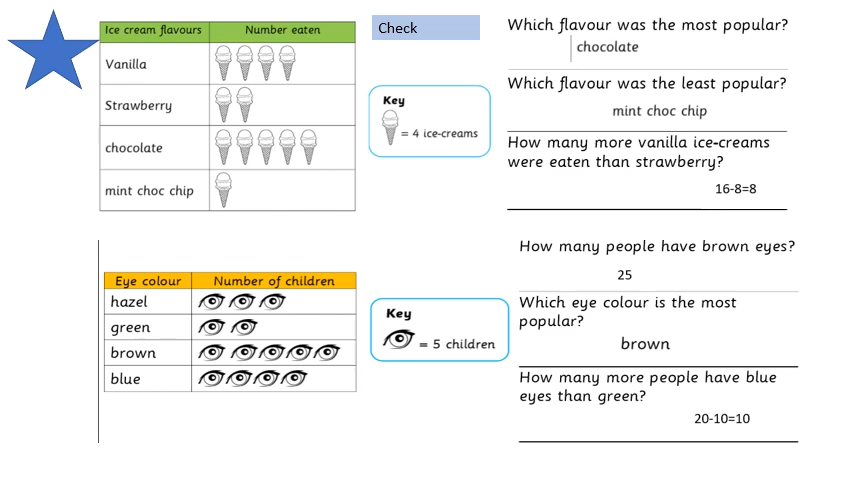 Ice cream flavours Number eaten
Vanilla
Strawberry
chocolate
mint choc chip
Check
Key
= 4 ice-creams
Which flavour was the most popular?
chocolate
Which flavour was the least popular?
mint choc chip
How many more vanilla ice-creams
were eaten than strawberry?
16-8=8
Eye colour Number of children
hazel
green
brown
blue
Key
= 5 children
How many people have brown eyes?
25
Which eye colour is the most
popular?
brown
How many more people have blue
eyes than green?
20-10=10